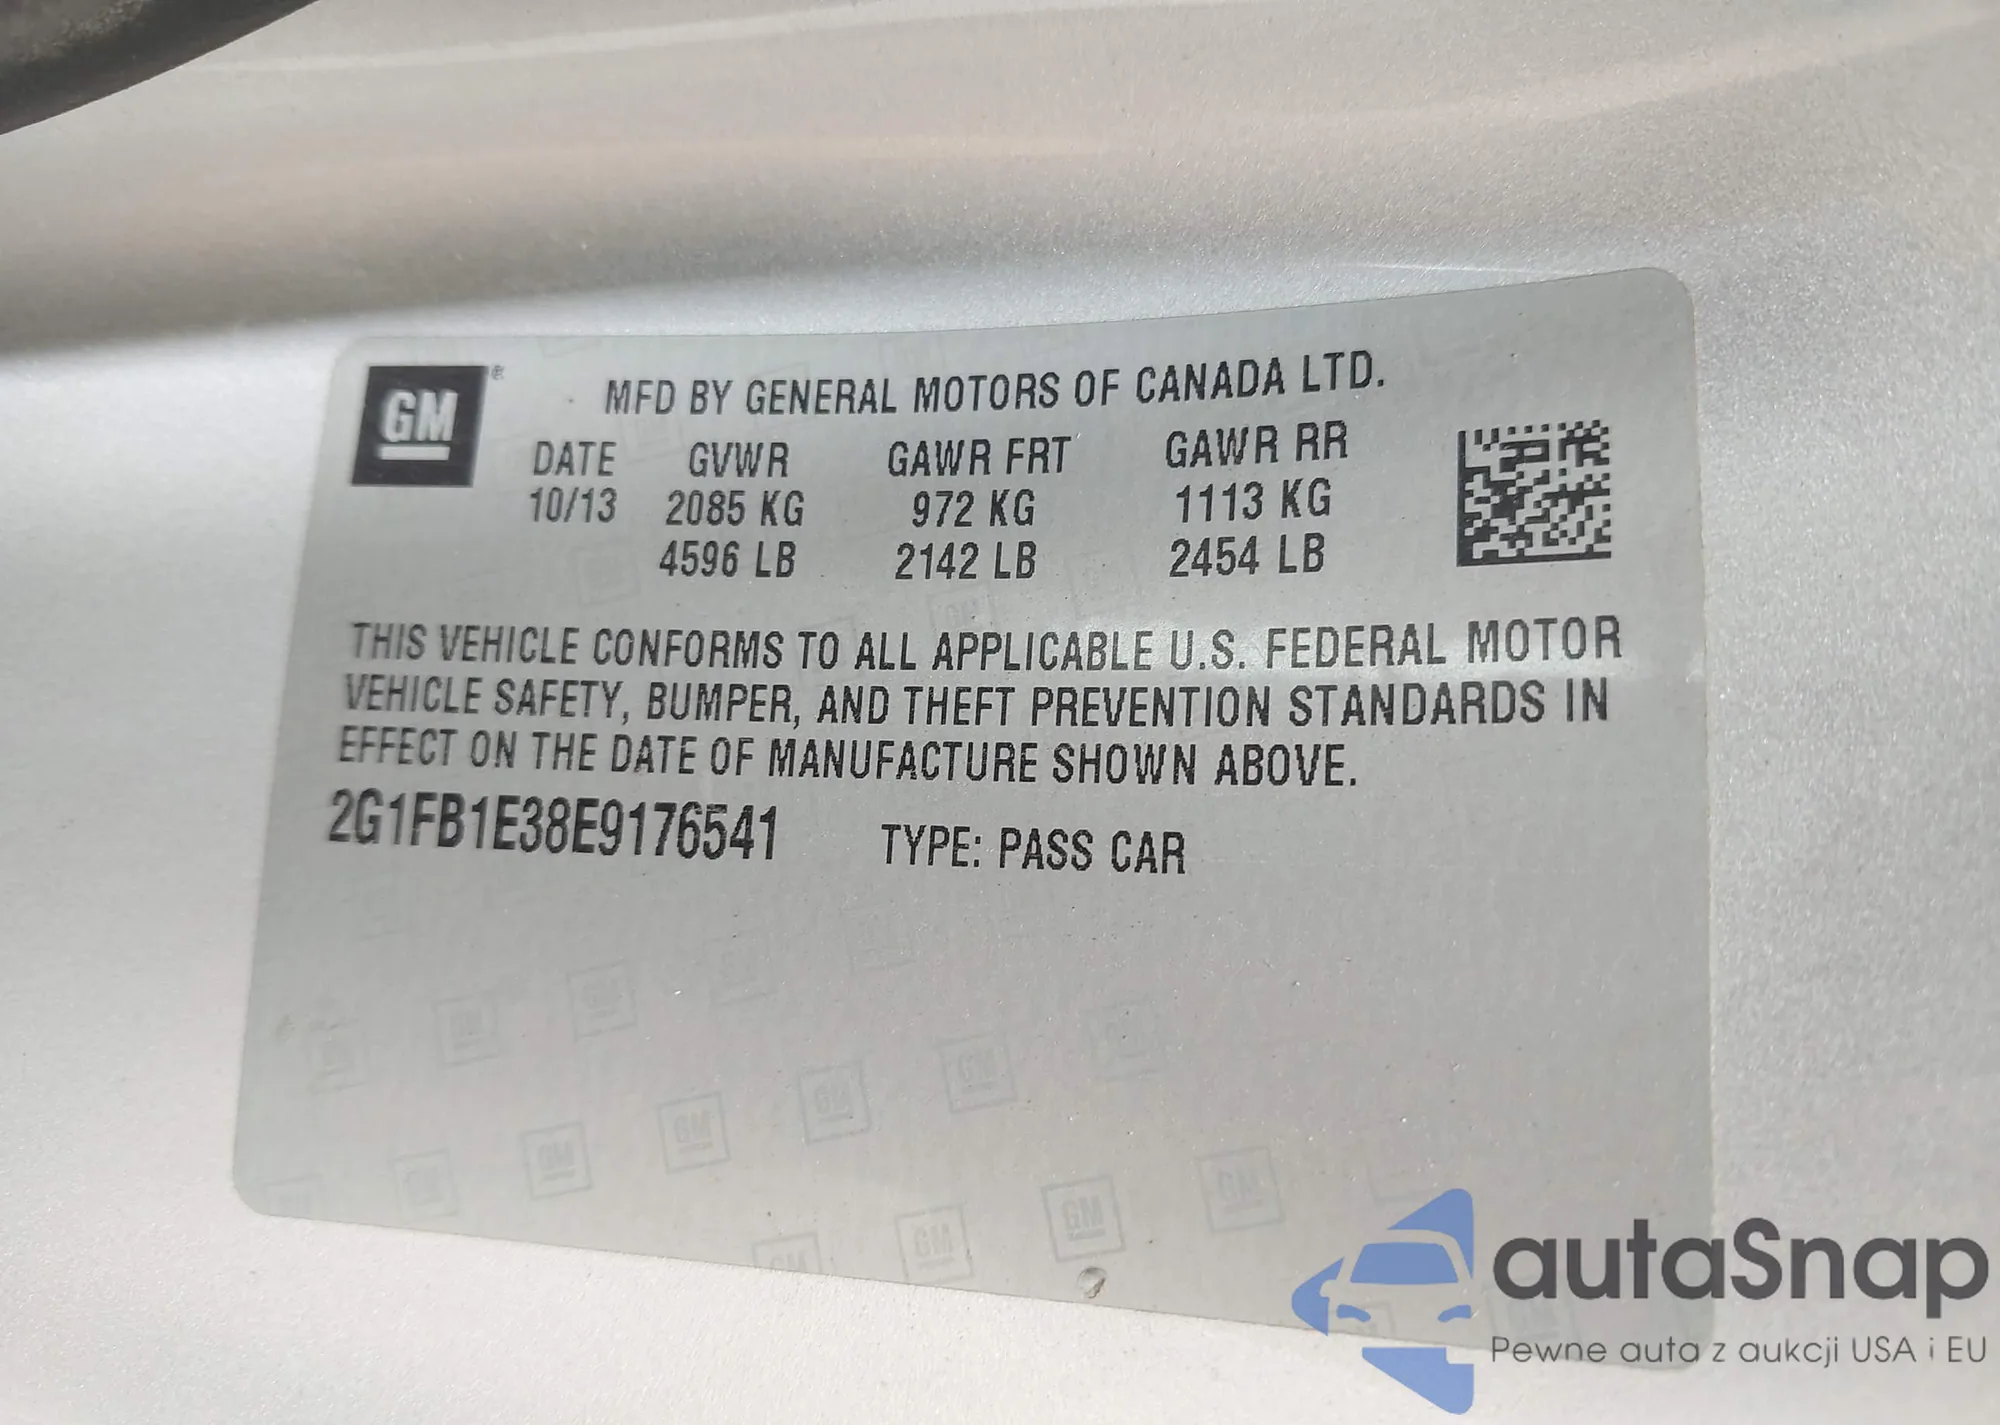 GM
MFD BY GENERAL MOTORS OF CANADA LTD.
DATE GVWR GAWR FRT GAWR RR
10/13 2085 KG 972 KG 1113 KG
4596 LB 2142 LB 2454 LB
THIS VEHICLE CONFORMS TO ALL APPLICABLE U.S. FEDERAL MOTOR
VEHICLE SAFETY, BUMPER, AND THEFT PREVENTION STANDARDS IN
EFFECT ON THE DATE OF MANUFACTURE SHOWN ABOVE.
2G1FB1E38E9176541 TYPE: PASS CAR
autaSnap
Pewne auta z aukcji USA i EU